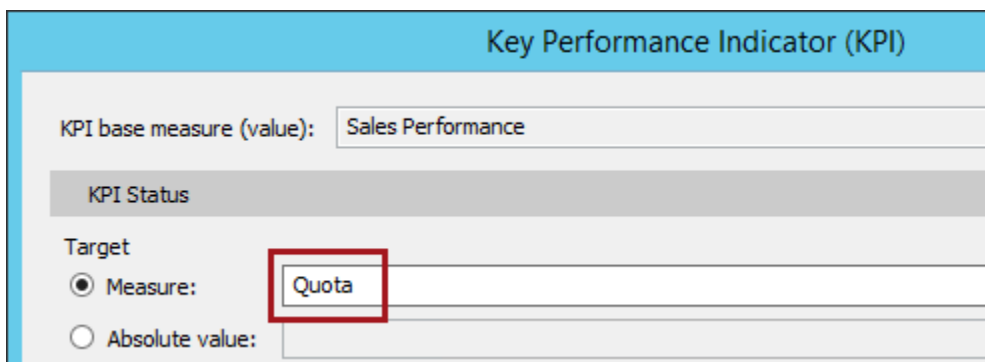 Key Performance Indicator (KPI)
KPI base measure (value): Sales Performance
KPI Status
Target
Measure: Quota
Absolute value: